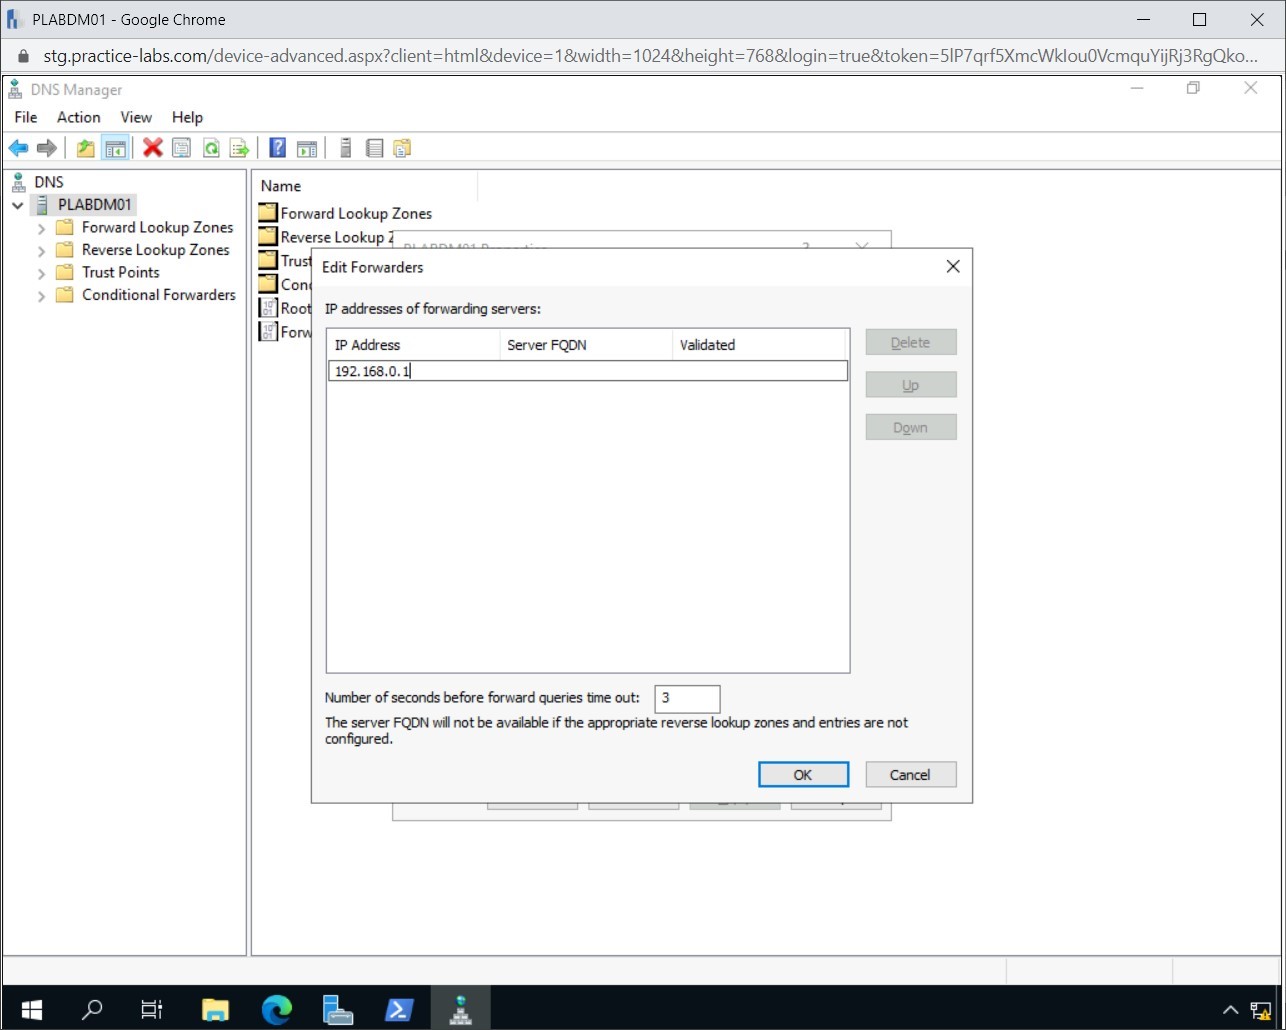 PLABDM01 - Google Chrome
stg.practice-labs.com/device-advanced.aspx?client=html&device=1&width=1024&height=768&login=true&token=5lP7qrf5XmcWkIou0VcmquYijRj3RgQko...
DNS Manager
File Action View Help
DNS
PLABDM01
Forward Lookup Zones
Reverse Lookup Zones
Trust Points
Conditional Forwarders
Name
Forward Lookup Zones
Reverse Lookup Z
Trust
Cond
Root
Forw
PLABDM01 Properties ?
Edit Forwarders
IP addresses of forwarding servers:
IP Address Server FQDN Validated
192.168.0.1
Delete
Up
Down
Number of seconds before forward queries time out: 3
The server FQDN will not be available if the appropriate reverse lookup zones and entries are not
configured.
OK Cancel